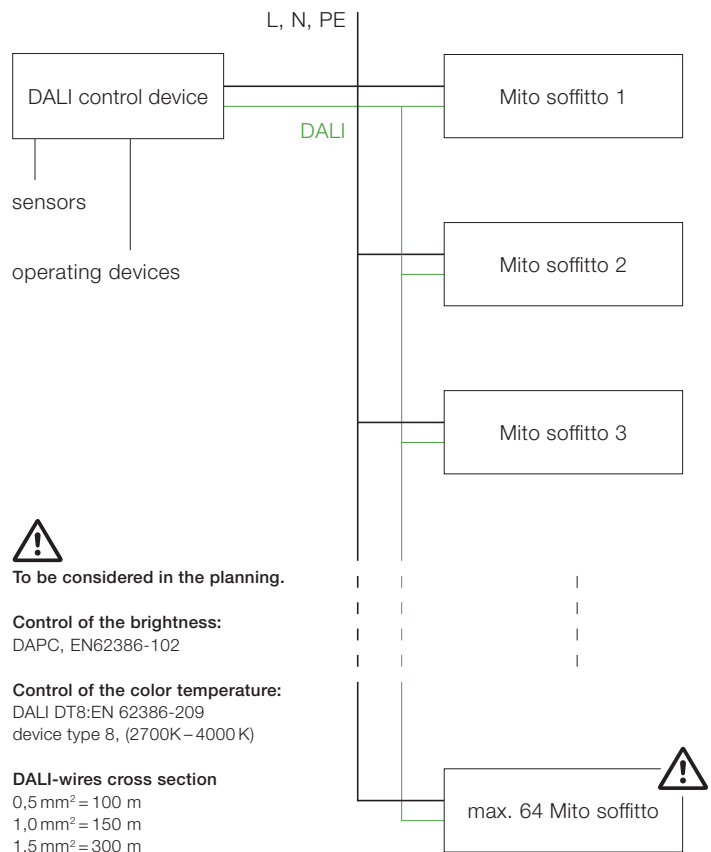 L, N, PE
DALI control device
Mito soffitto 1
DALI
sensors
Mito soffitto 2
operating devices
Mito soffitto 3
To be considered in the planning.
Control of the brightness:
DAPC, EN62386-102
Control of the color temperature:
DALI DT8:EN 62386-209
device type 8, (2700K – 4000 K)
DALI-wires cross section
0,5 mm² = 100 m
1,0 mm² = 150 m
1,5 mm² = 300 m
max. 64 Mito soffitto